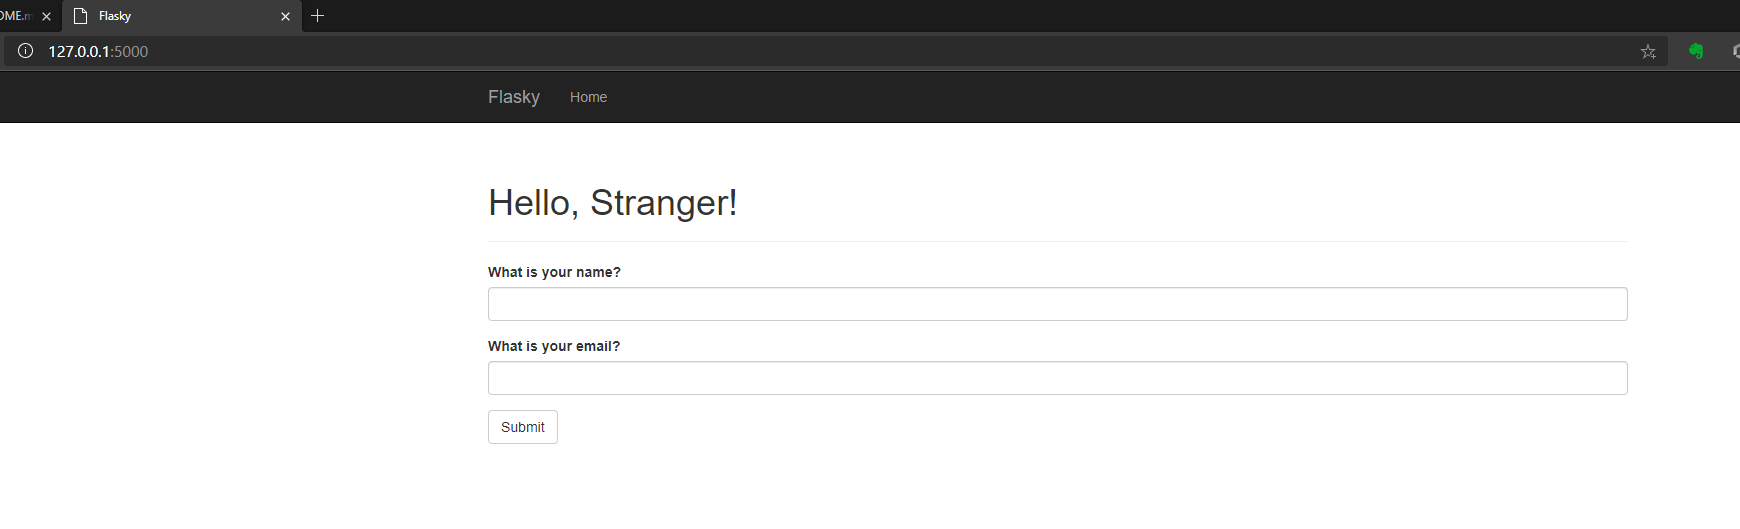 OME.m
Flasky
127.0.0.1:5000
Flasky Home
Hello, Stranger!
What is your name?
What is your email?
Submit